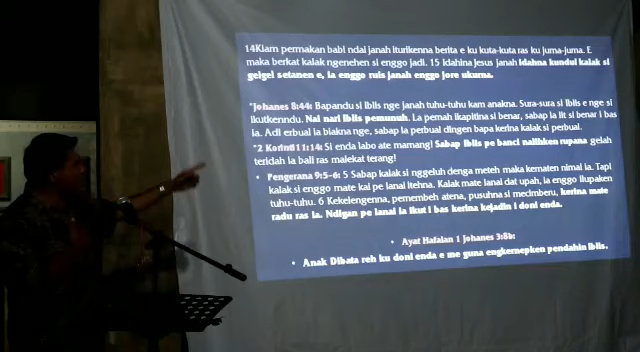 14Kiam permakan babi ndai janah iturikenna berita e ku kuta-kuta ras ku juma-juma. E
maka berkat kalak ngenehen si enggo jadi. 15 Idahina Jesus janah idahna kundul kalak si
geigel setanen e, ia enggo ruis janah enggo jore ukurna.
*Johanes 8:44: Bapandu si Iblis nge janah tuhu-tuhu kam anakna. Sura-sura si Iblis e nge si
ikutkenndu. Nai nari Iblis pemunuh. La pernah ikapitina si benar, sabap la lit si benar i bas
ia. Adi erbual ia biakna nge, sabap ia perbual dingen bapa kerina kalak si perbual.
*2 Korinti 11:14: Si enda labo ate mamang! Sabap Iblis pe banci nalihken rupana gelah
teridah ia bali ras malekat terang!
• Pengerana 9:5-6: 5 Sabap kalak si nggeluh denga meteh maka kematen nimai ia. Tapi
kalak si enggo mate kai pe lanai itehna. Kalak mate lanai dat upah, ia enggo ilupaken
tuhu-tuhu. 6 Kekelengenna, pemembeh atena, pusuhna si mecimberu, kerina mate
radu ras ia. Ndigan pe lanai ia ikut i bas kerina kejadin i doni enda.
• Ayat Hafalan 1 Johanes 3:8b:
• Anak Dibata reh ku doni enda e me guna engkernepken pendahin Iblis.